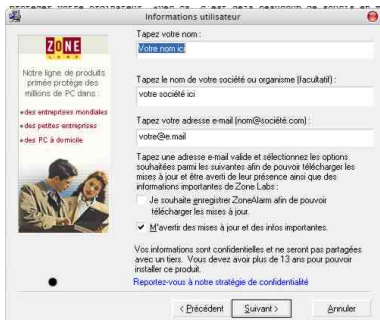 Informations utilisateur
ZONE
LABS
Notre ligne de produits
primée protège des
millions de PC dans :
•des entreprises mondiales
•des petites entreprises
•des PC à domicile
Tapez votre nom :
Votre nom ici
Tapez le nom de votre société ou organisme (facultatif) :
votre société ici
Tapez votre adresse e-mail (nom@société.com) :
votre@e.mail
Tapez une adresse e-mail valide et sélectionnez les options
souhaitées parmi les suivantes afin de pouvoir télécharger les
mises à jour et être averti de leur présence ainsi que des
informations importantes de Zone Labs :
Je souhaite enregistrer ZoneAlarm afin de pouvoir
télécharger les mises à jour.
M'avertir des mises à jour et des infos importantes.
Vos informations sont confidentielles et ne seront pas partagées
avec un tiers. Vous devez avoir plus de 13 ans pour pouvoir
installer ce produit.
Reportez-vous à notre stratégie de confidentialité
< Précédent
Suivant >
Annuler